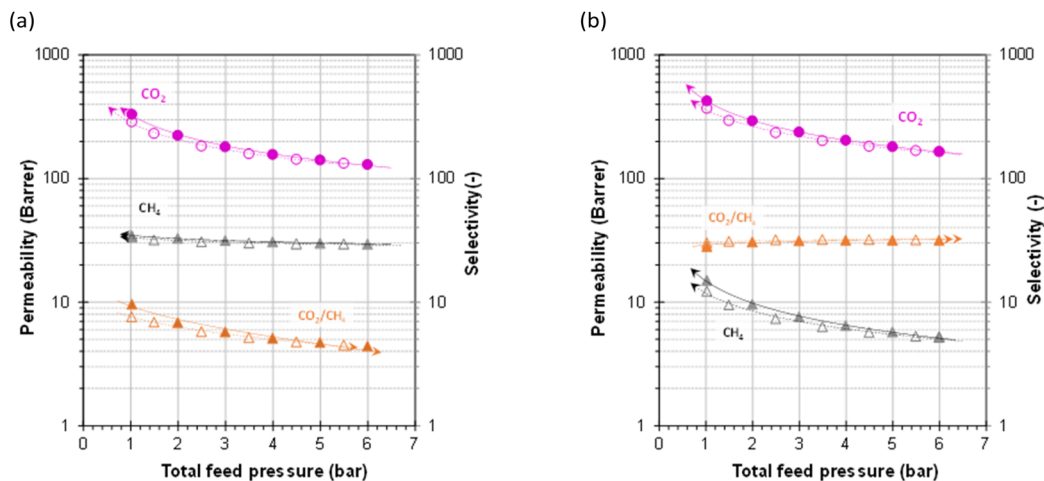 (a)
(b)
1000
100
10
1
Permeability (Barrer)
CO2
CH4
CO2/CH4
1000
100
10
1
Selectivity (-)
0 1 2 3 4 5 6 7
Total feed pressure (bar)
1000
100
10
1
Permeability (Barrer)
CO2
CO2/CH4
CH4
1000
100
10
1
Selectivity (-)
0 1 2 3 4 5 6 7
Total feed pressure (bar)